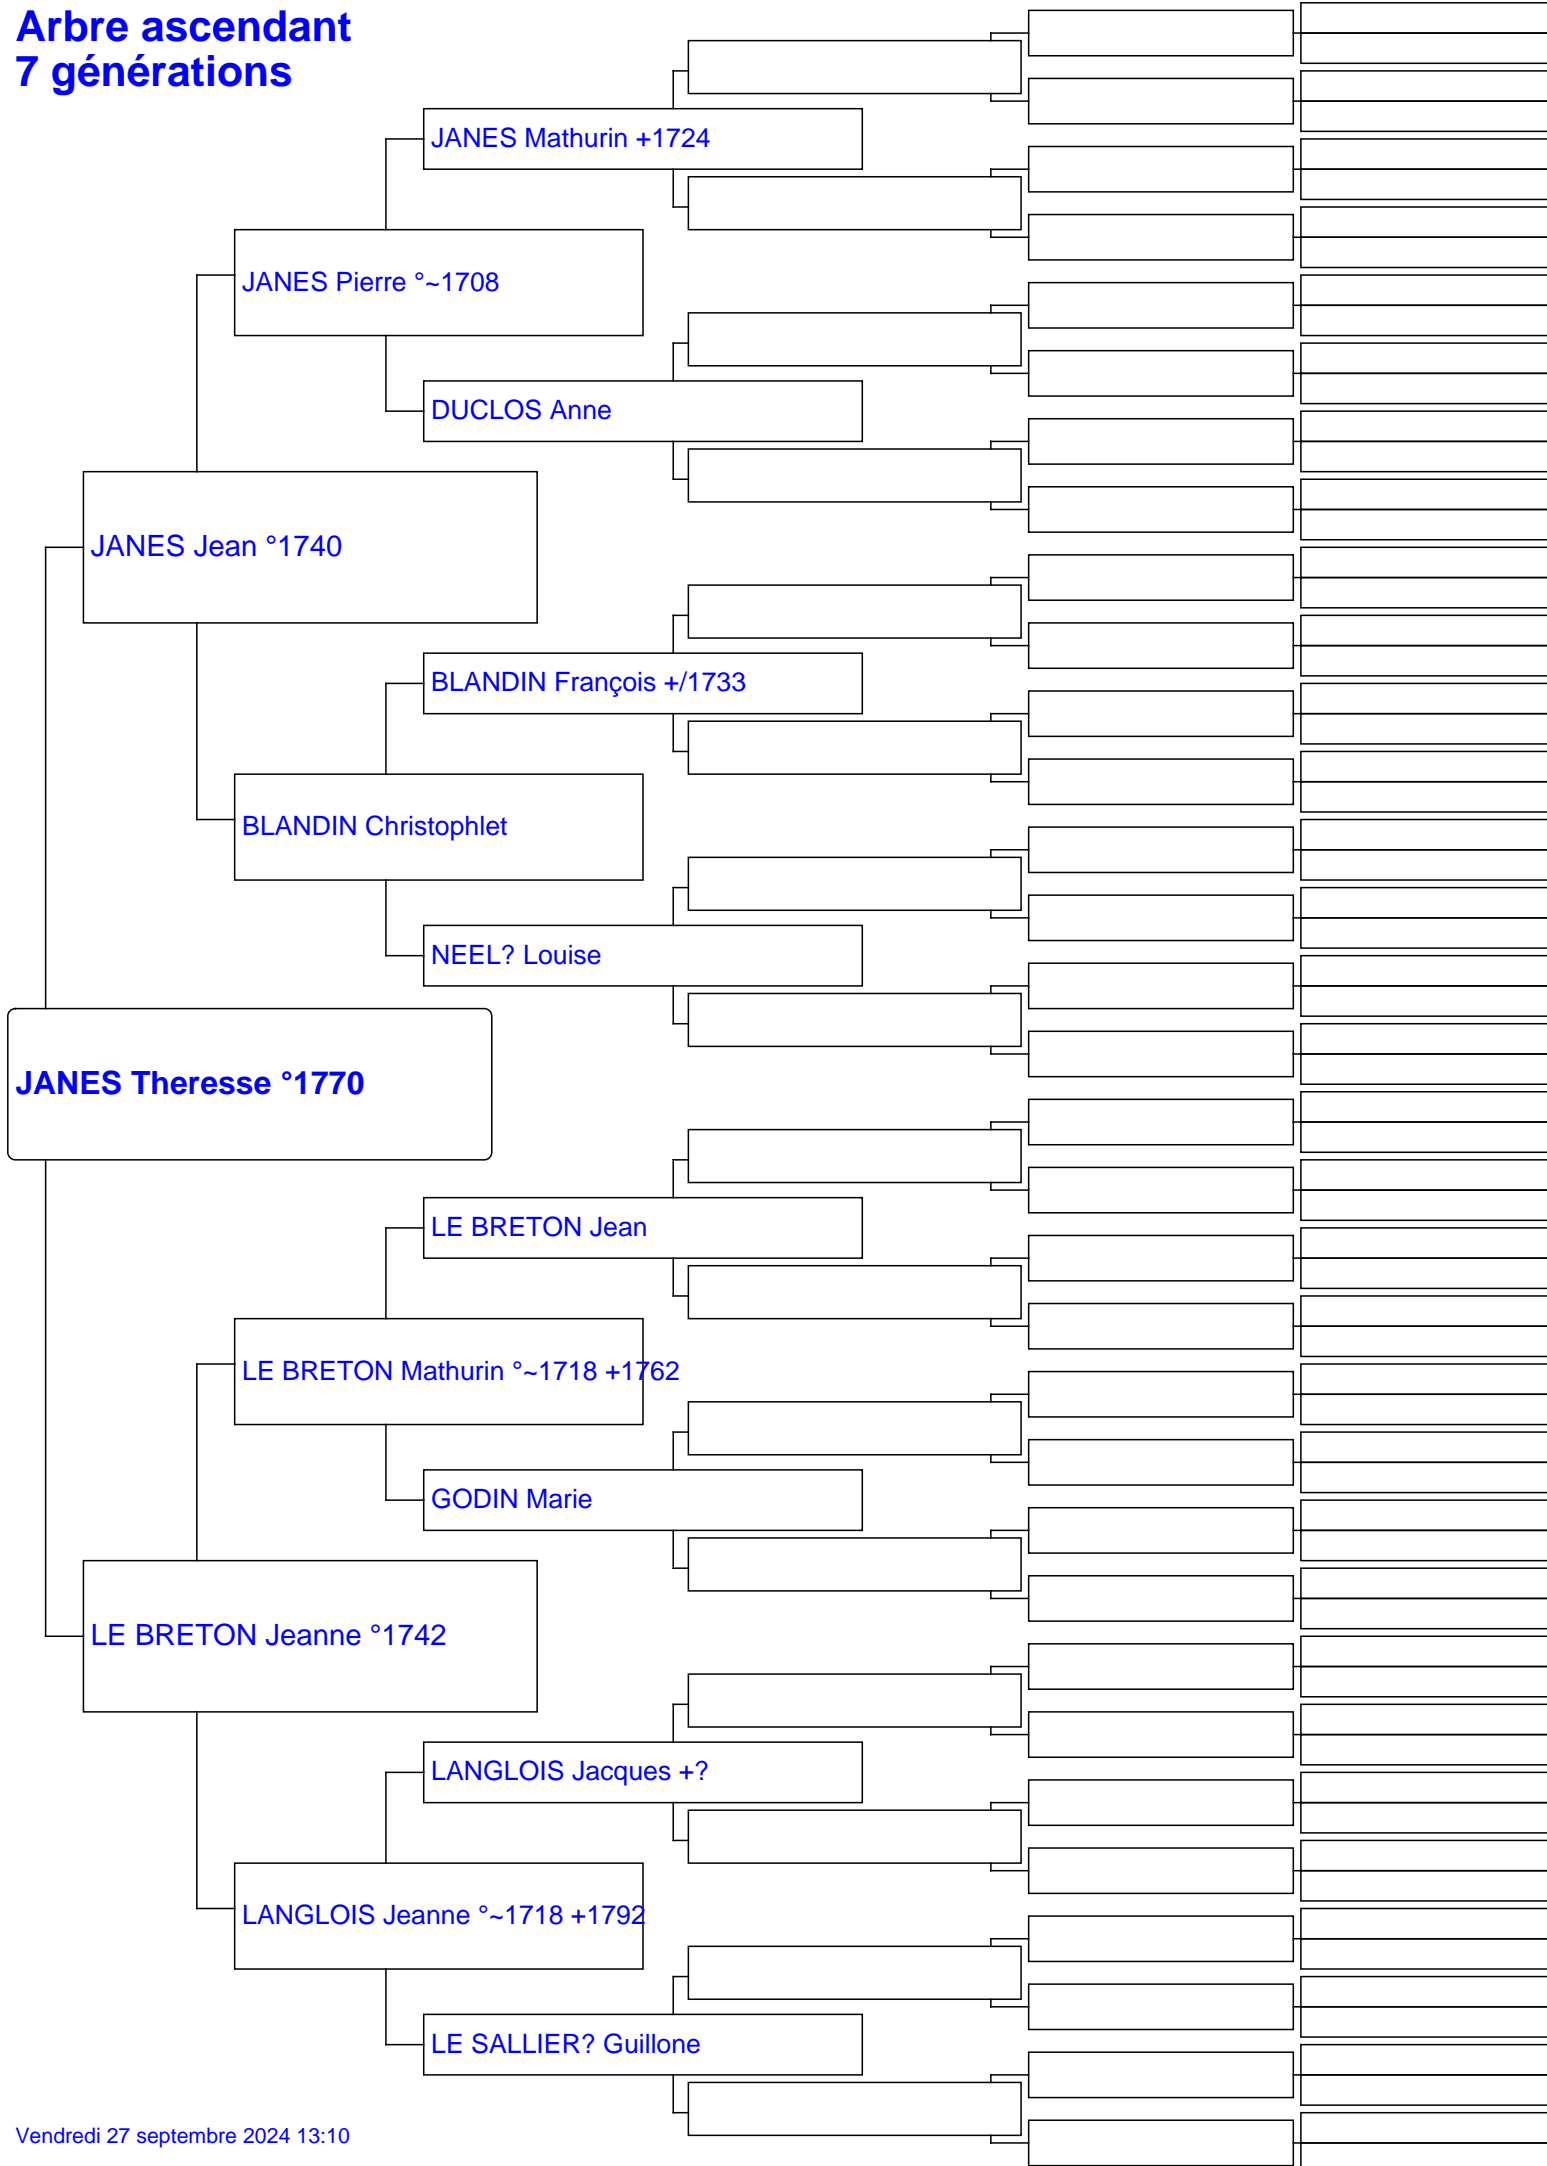 Arbre ascendant
7 générations
JANES Mathurin +1724
JANES Pierre °~1708
DUCLOS Anne
JANES Jean °1740
BLANDIN François +/1733
BLANDIN Christophlet
NEEL? Louise
JANES Theresse °1770
LE BRETON Jean
LE BRETON Mathurin °~1718 +1762
GODIN Marie
LE BRETON Jeanne °1742
LANGLOIS Jacques +?
LANGLOIS Jeanne °~1718 +1792
LE SALLIER? Guillone
Vendredi 27 septembre 2024 13:10